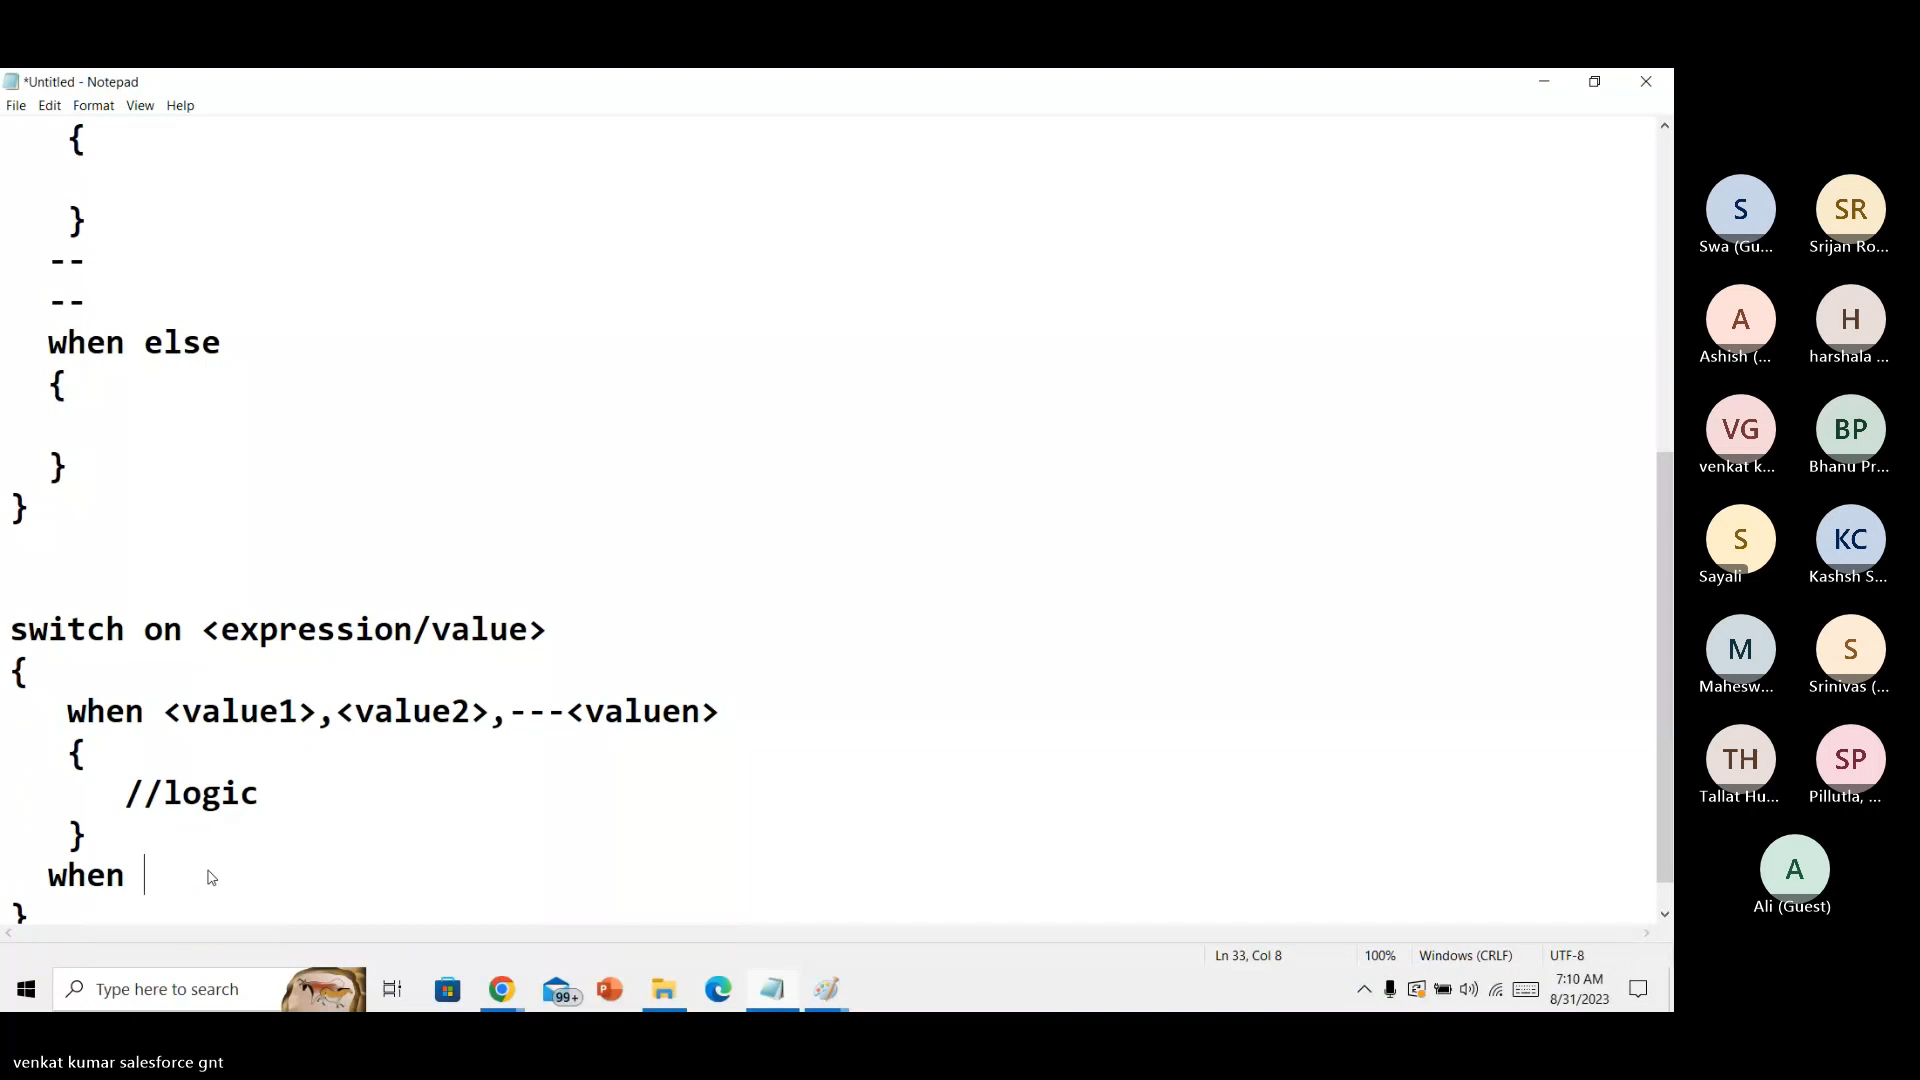 *Untitled - Notepad
File Edit Format View Help
{
}
--
--
when else
{
}
}
switch on <expression/value>
{
when <value1>,<value2>,---<valuen>
{
//logic
}
when
}
Ln 33, Col 8
100%
Windows (CRLF)
UTF-8
Type here to search
99+
7:10 AM
8/31/2023
S
Swa (Gu...
SR
Srijan Ro...
A
Ashish (...
H
harshala ...
VG
venkat k...
BP
Bhanu Pr...
S
Sayali
KC
Kashsh S...
M
Mahesw...
S
Srinivas (...
TH
Tallat Hu...
SP
Pillutla, ...
A
Ali (Guest)
venkat kumar salesforce gnt